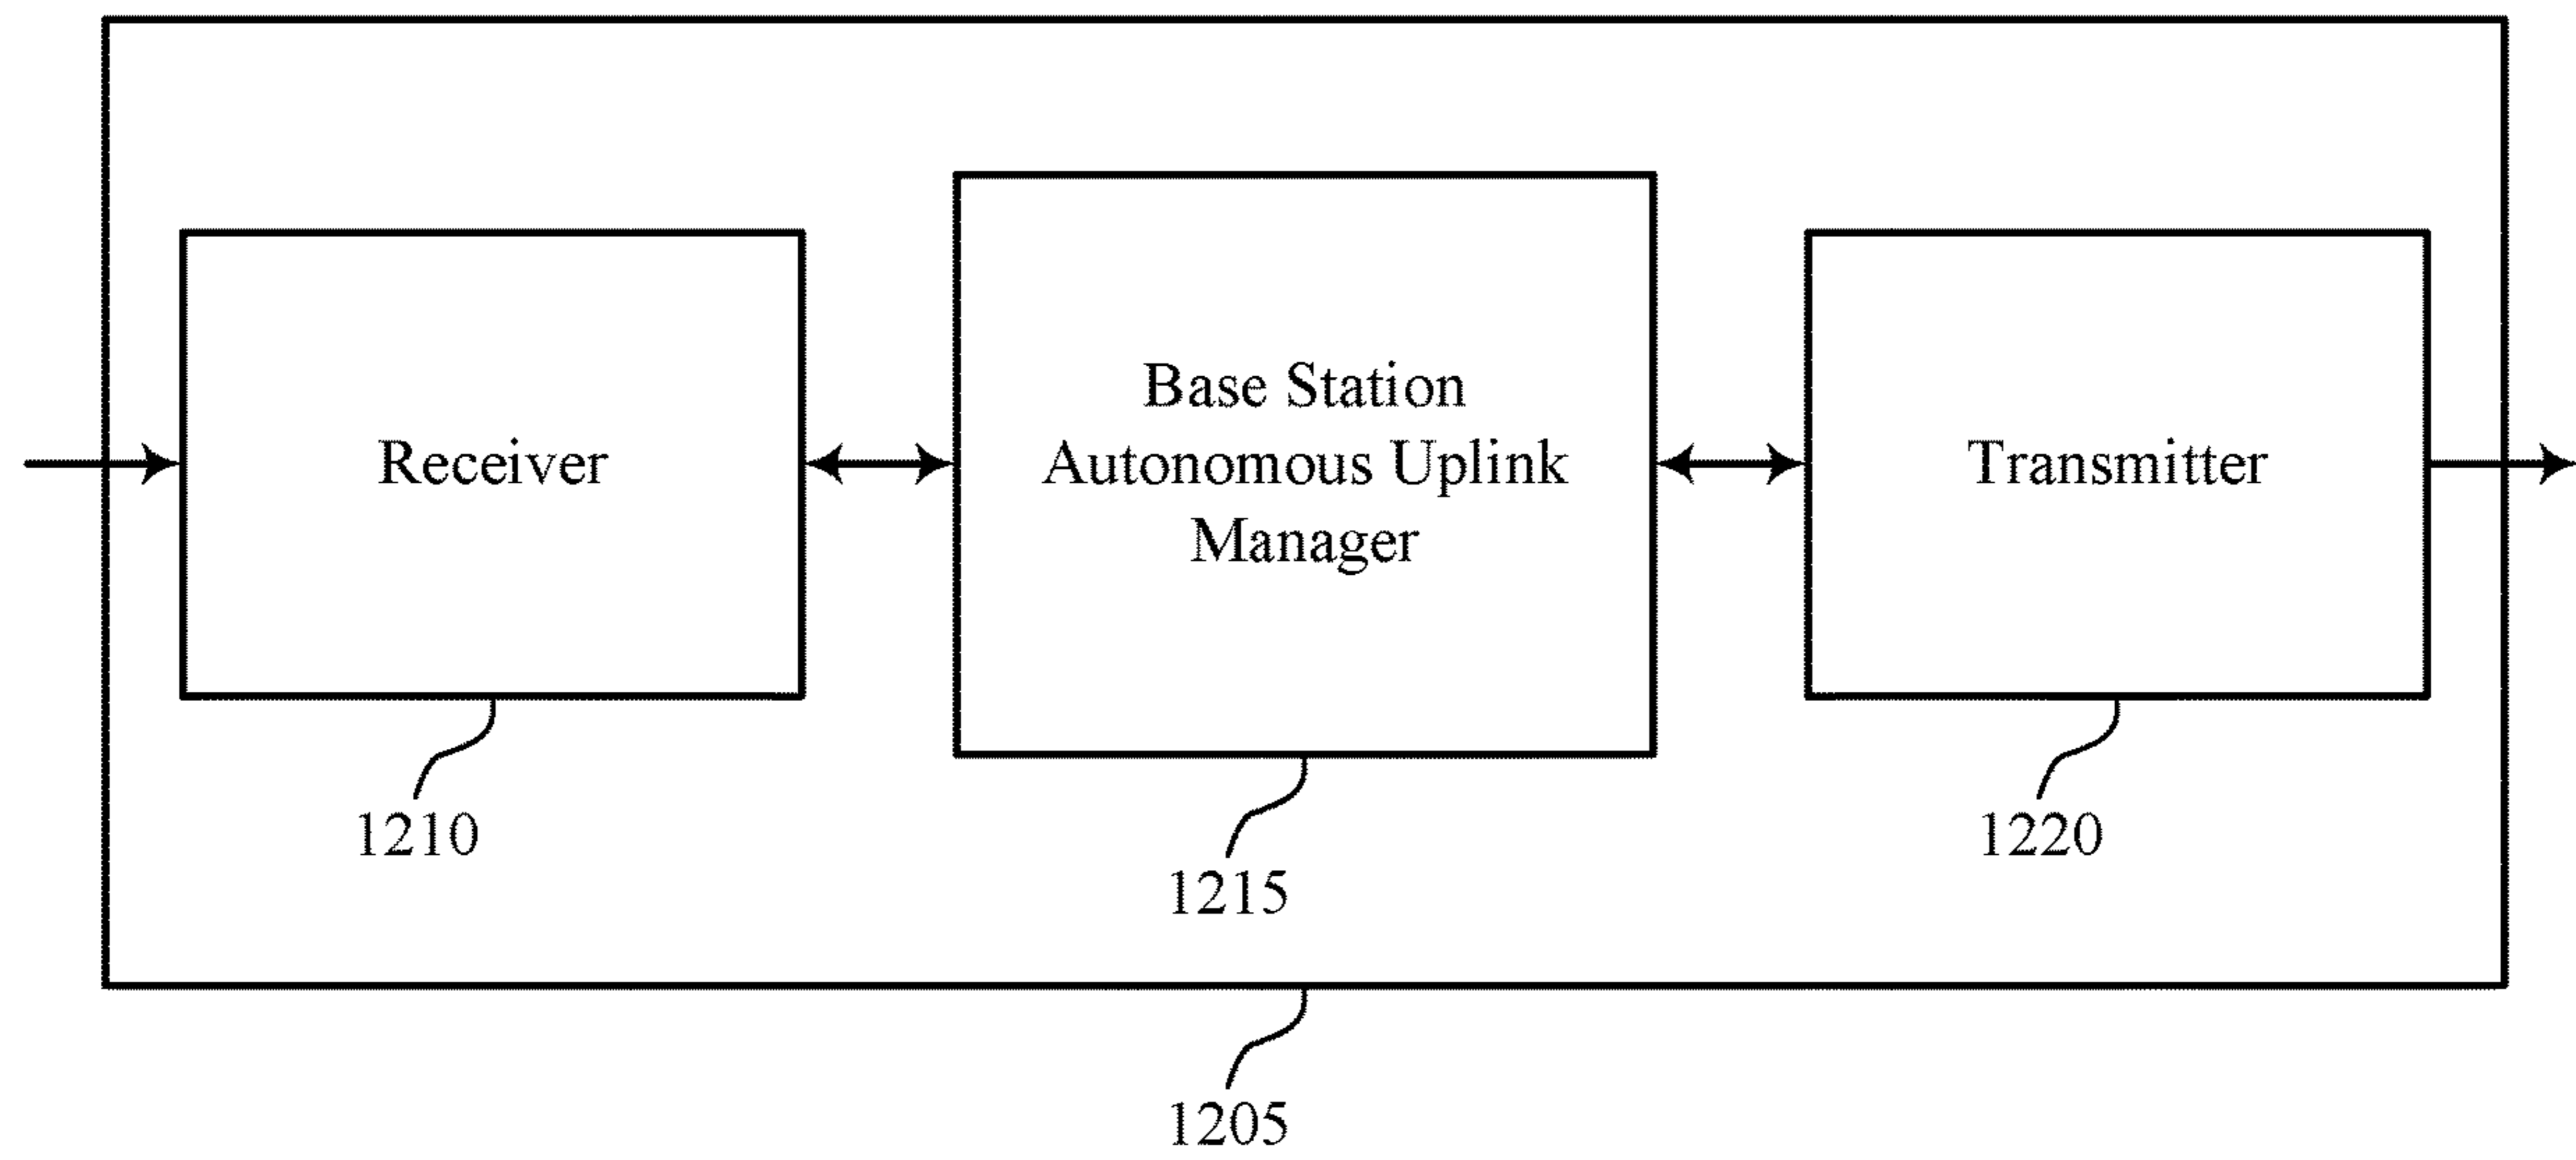 Receiver
Base Station
Autonomous Uplink
Manager
Transmitter
1210
1215
1220
1205